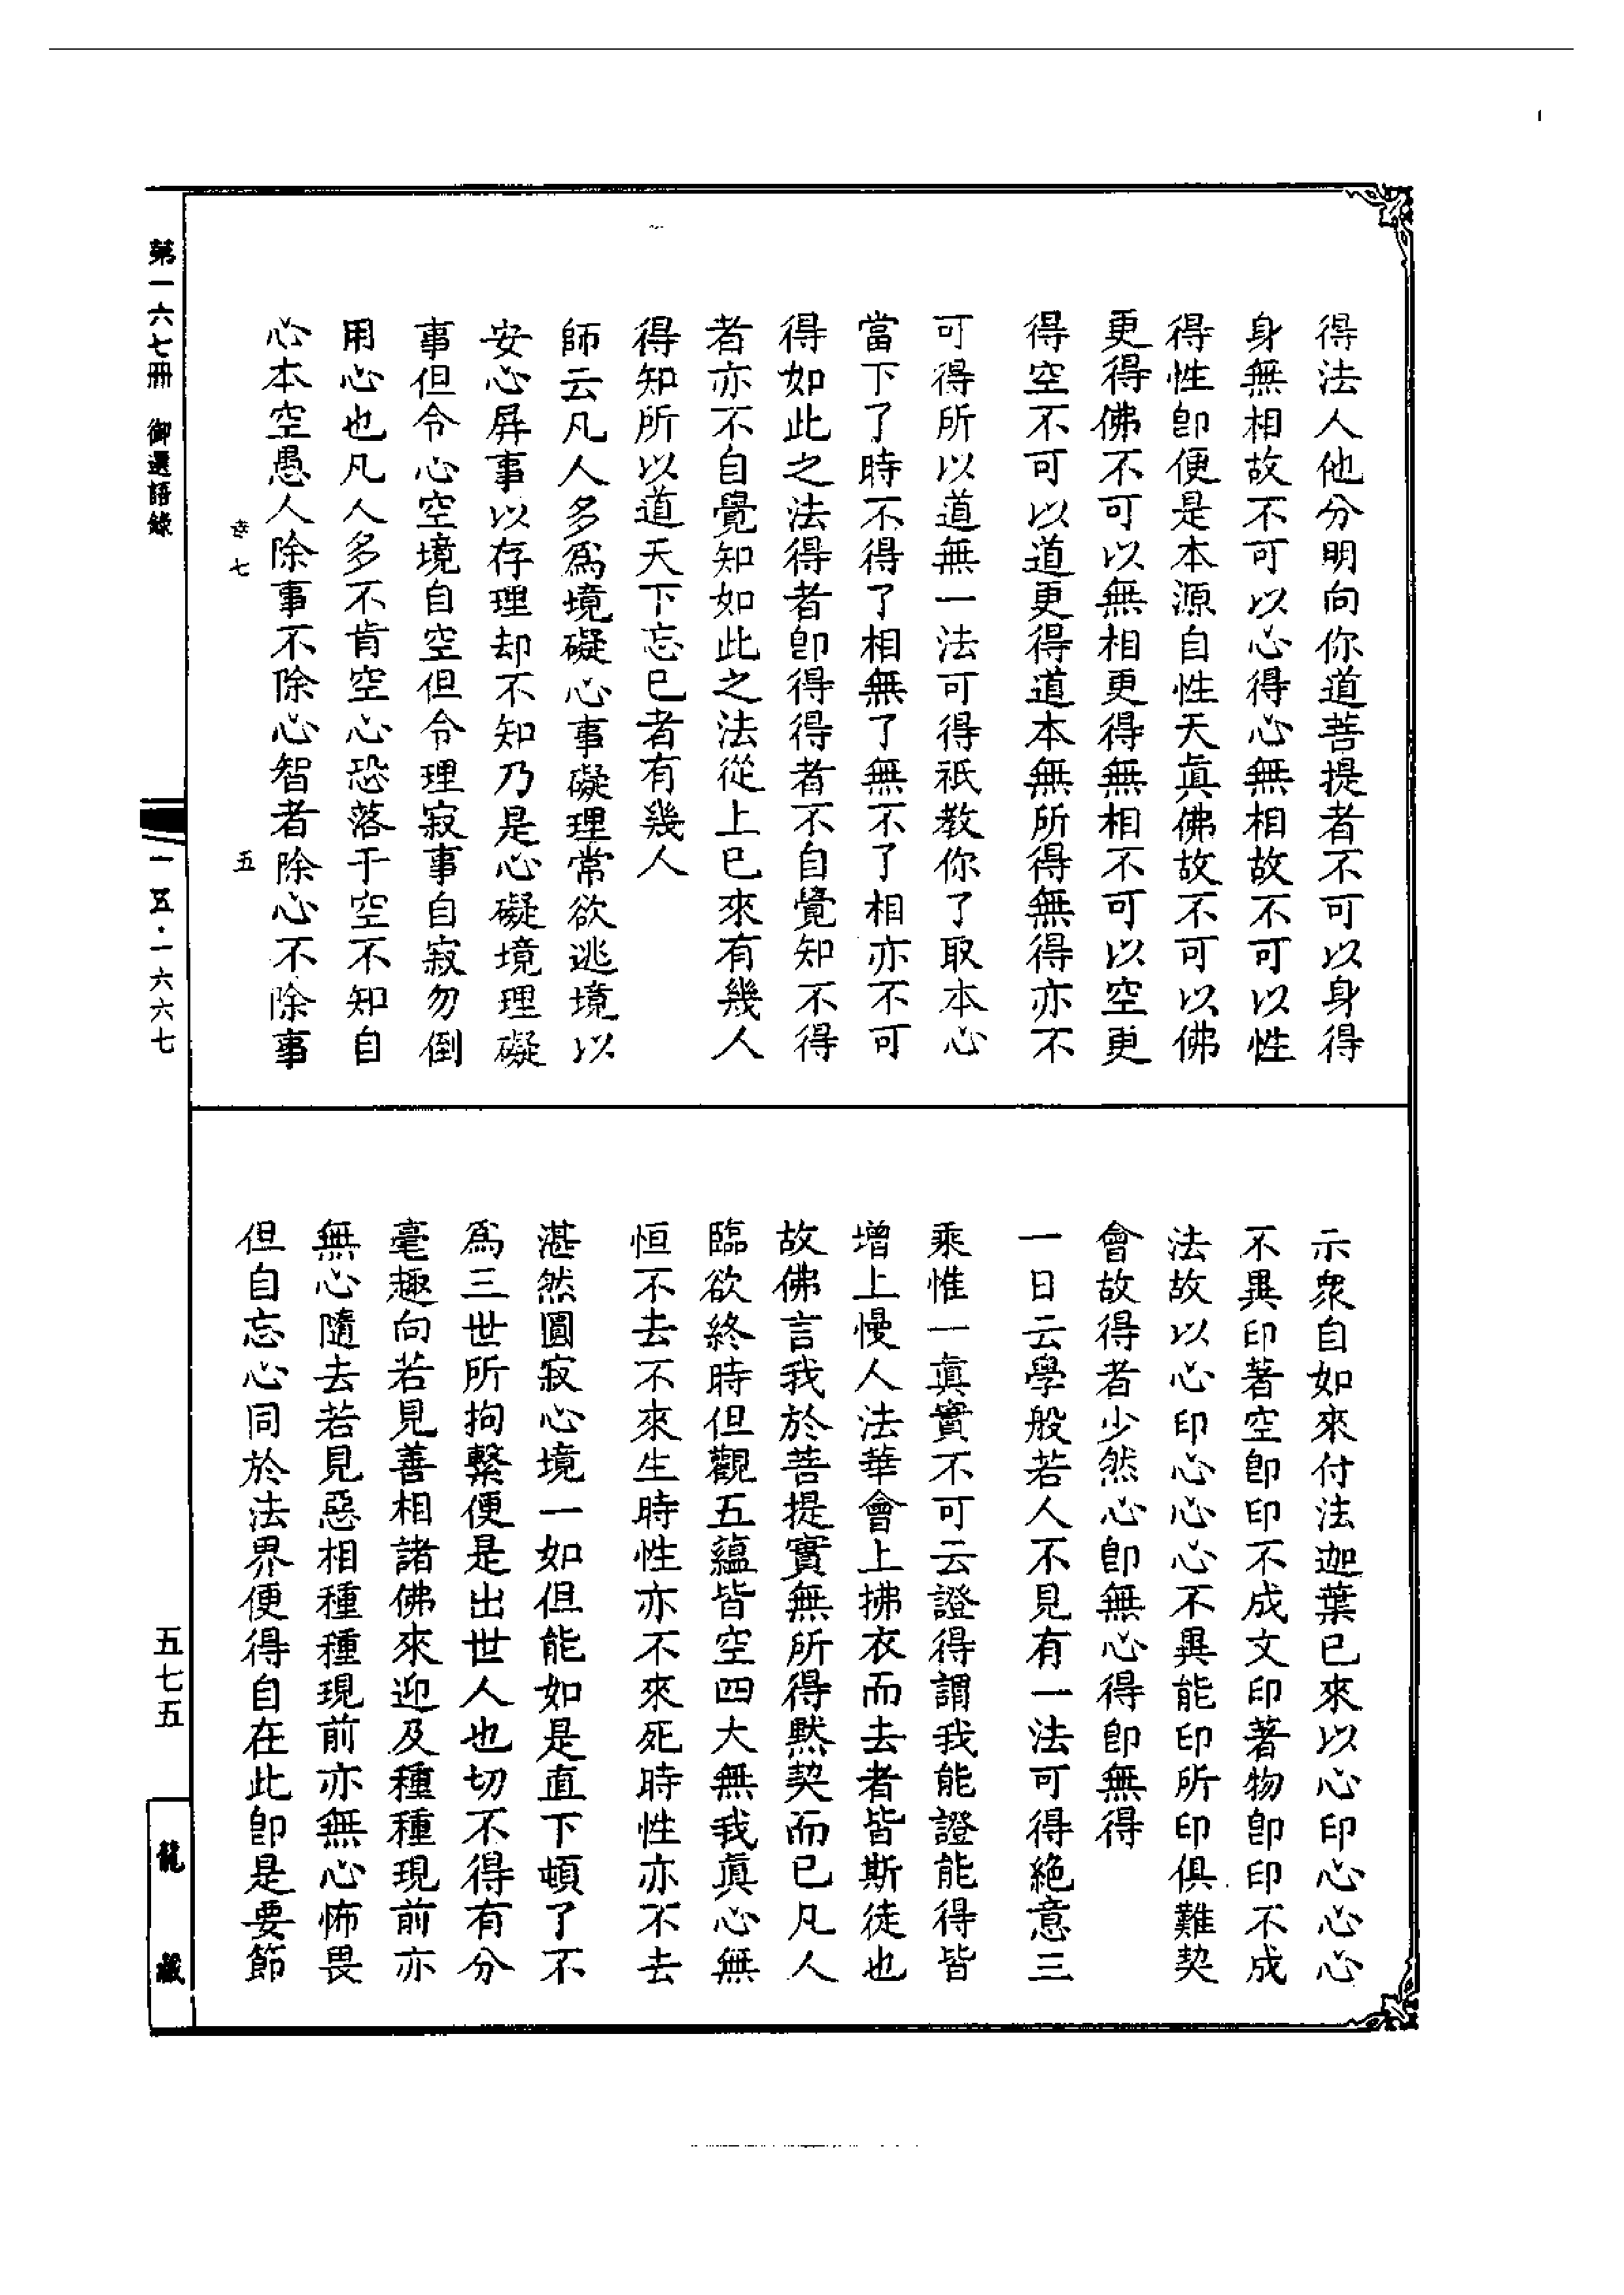 得法人他分明向你道菩提者不可以身得
身無相故不可以心得心無相故不可以性
得性卽便是本源自性天真佛故不可以佛
更得佛不可以無相更得無相不可以空更
得空不可以道更得道本無所得無得亦不
可得所以道無一法可得祇教你了取本心
當下了時不得了相無了無不了相亦不可
得如此之法得者卽得得者不自覺知不得
者亦不自覺知如此之法從上已來有幾人
得知所以道天下忘已者有幾人
師云凡人多爲境礙心事礙理常欲逃境以
安心屏事以存理却不知乃是心礙境理礙
事但令心空境自空但令理寂事自寂勿倒
用心也凡人多不肯空心恐落于空不知自
心本空愚人除事不除心智者除心不除事
示衆自如來付法迦葉已來以心印心心心
不異印著空卽印不成文印著物卽印不成
法故以心印心心心不異能印所印俱難契
會故得者少然心卽無心得卽無得
一日云學般若人不見有一法可得絶意三
乘惟一真實不可云證得謂我能證能得皆
增上慢人法華會上拂衣而去者皆斯徒也
故佛言我於菩提實無所得默契而已凡人
臨欲終時但觀五蘊皆空四大無我真心無
恒不去不來生時性亦不來死時性亦不去
湛然圓寂心境一如但能如是直下頓了不
爲三世所拘繫便是出世人也切不得有分
毫趣向若見善相諸佛來迎及種種現前亦
無心隨去若見惡相種種現前亦無心怖畏
但自忘心同於法界便得自在此卽是要節
七
五
第一六七冊 御選語錄
一五·一六六七
五七五
龍藏